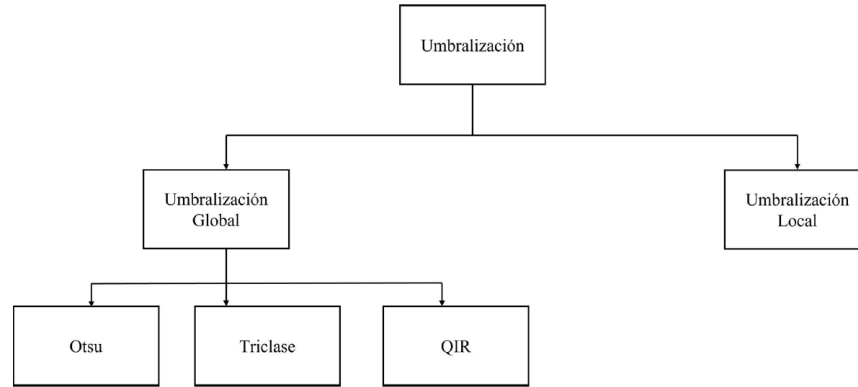 Umbralización
Umbralización
Global
Umbralización
Local
Otsu
Triclase
QIR